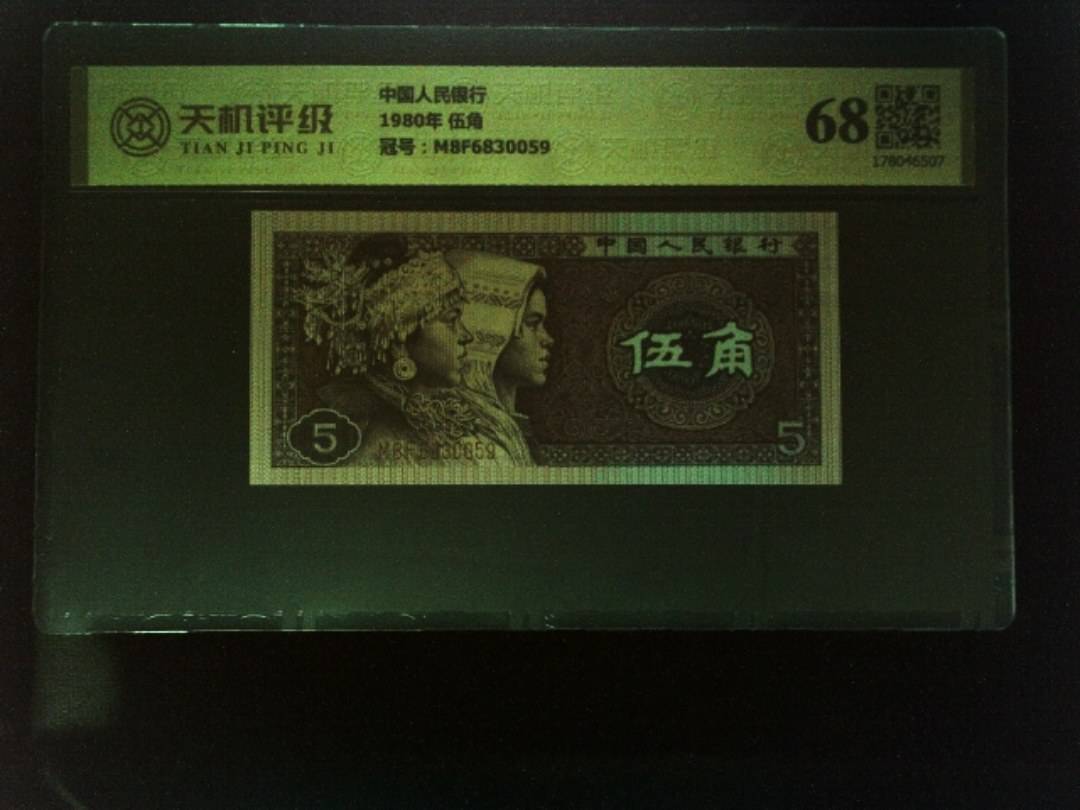 天机评级
TIAN JI PING JI
中国人民银行
1980年 伍角
冠号:M8F6830059
68
178046507
中国人民银行
伍角
5
M8F6830059
5